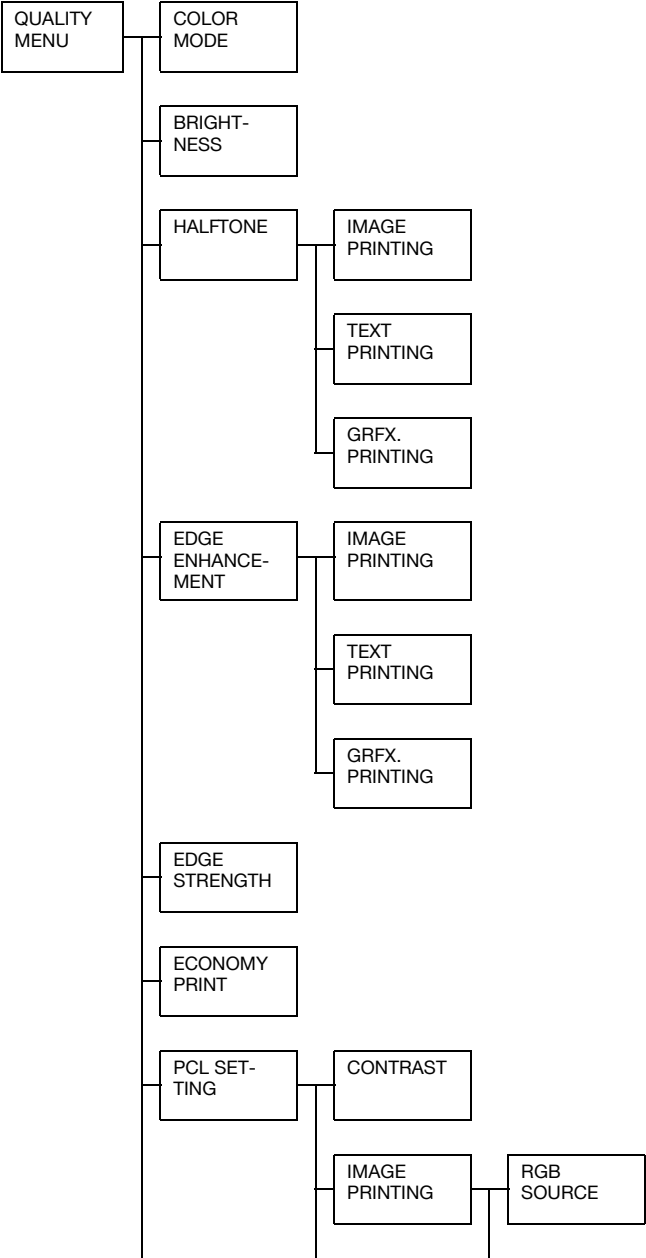 QUALITY
MENU
COLOR
MODE
BRIGHT-
NESS
HALFTONE
IMAGE
PRINTING
TEXT
PRINTING
GRFX.
PRINTING
EDGE
ENHANCE-
MENT
IMAGE
PRINTING
TEXT
PRINTING
GRFX.
PRINTING
EDGE
STRENGTH
ECONOMY
PRINT
PCL SET-
TING
CONTRAST
IMAGE
PRINTING
RGB
SOURCE